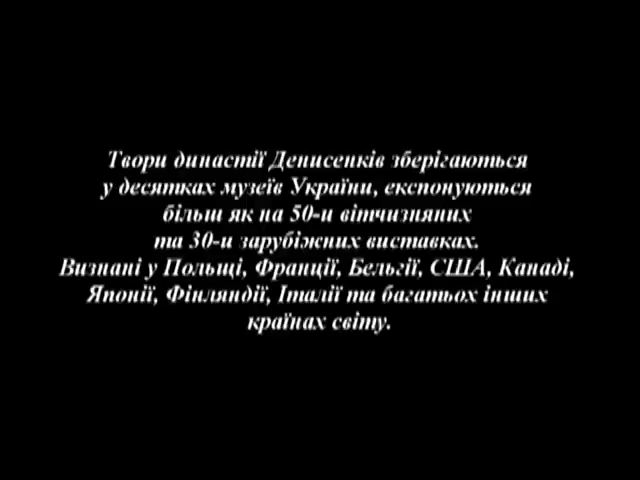 Твори династії Денисенків зберігаються
у десятках музеїв України, експонуються
більш як на 50-и вітчизняних
та 30-и зарубіжних виставках.
Визнані у Польщі, Франції, Бельгії, США, Канаді,
Японії, Фінляндії, Італії та багатьох інших
країнах світу.